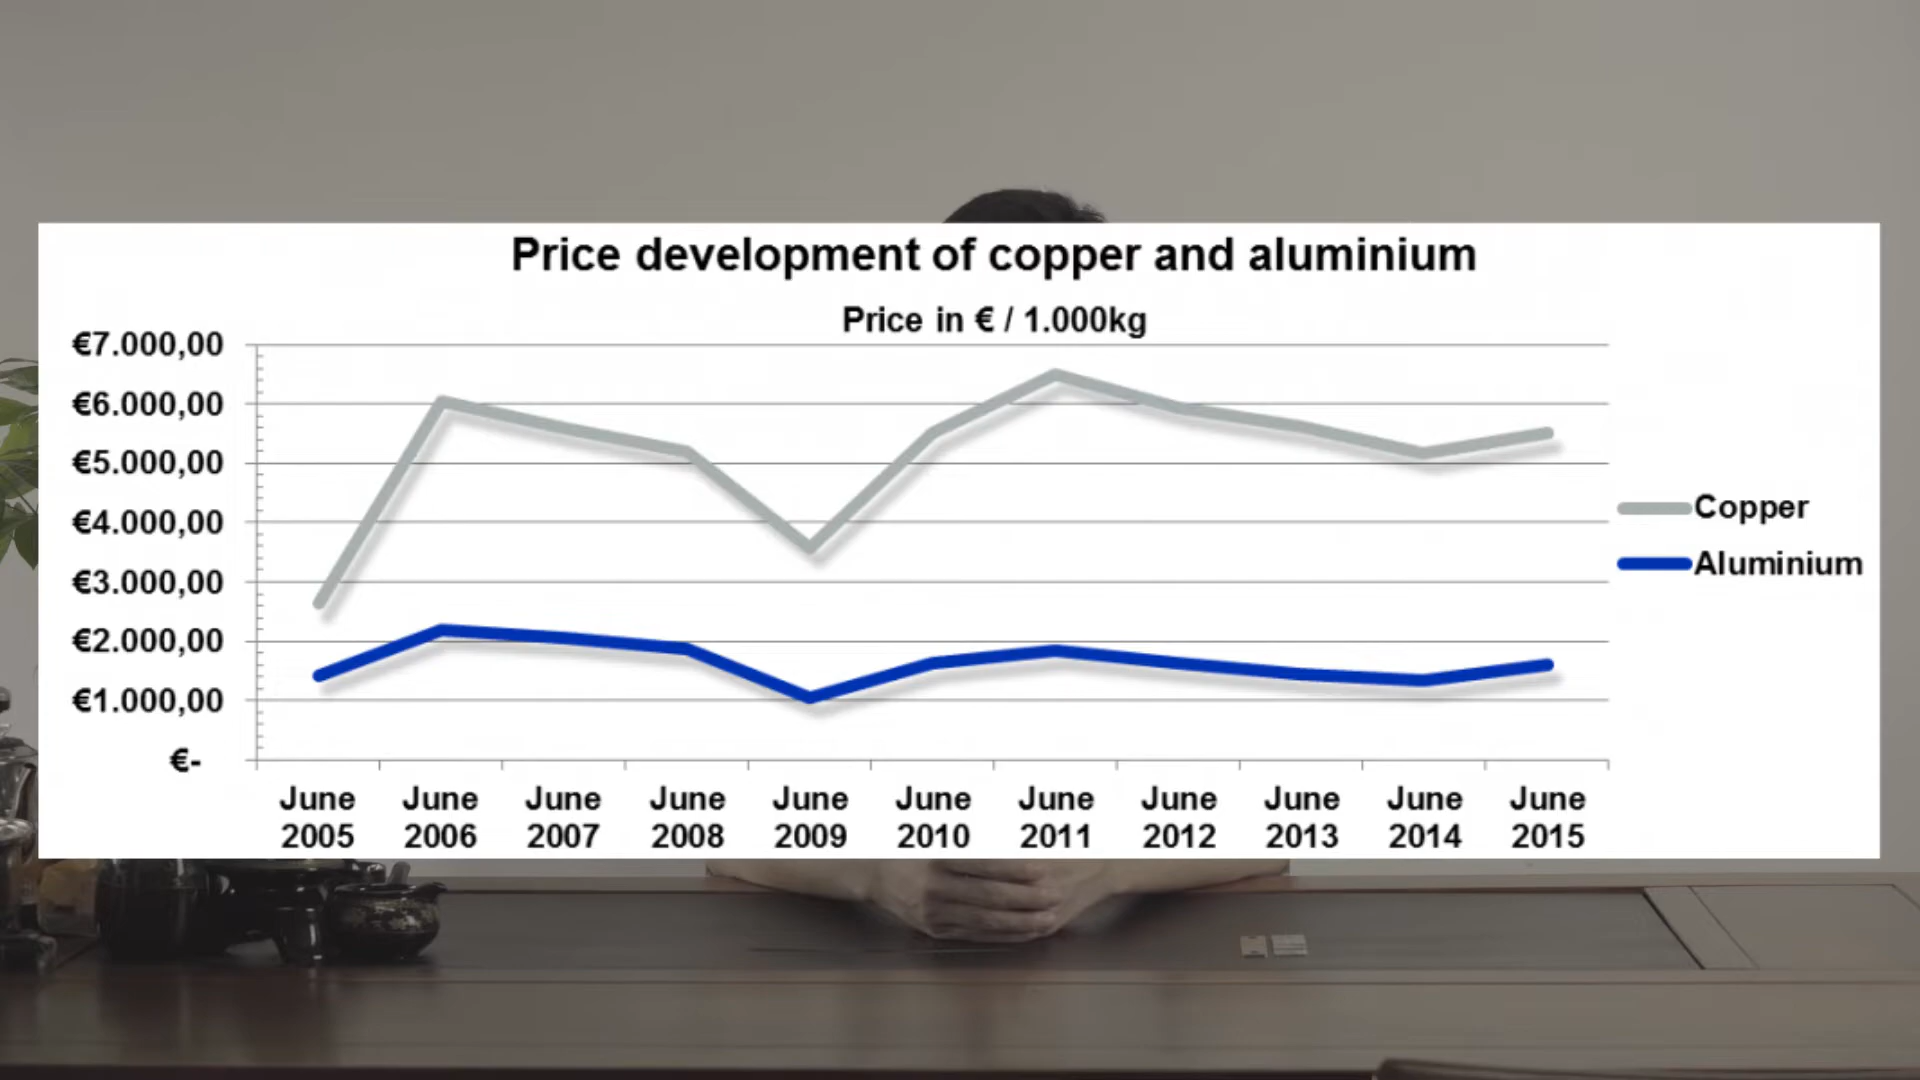 Price development of copper and aluminium
Price in € / 1.000kg
€7.000,00
€6.000,00
€5.000,00
€4.000,00
€3.000,00
€2.000,00
€1.000,00
€-
June 2005
June 2006
June 2007
June 2008
June 2009
June 2010
June 2011
June 2012
June 2013
June 2014
June 2015
Copper
Aluminium